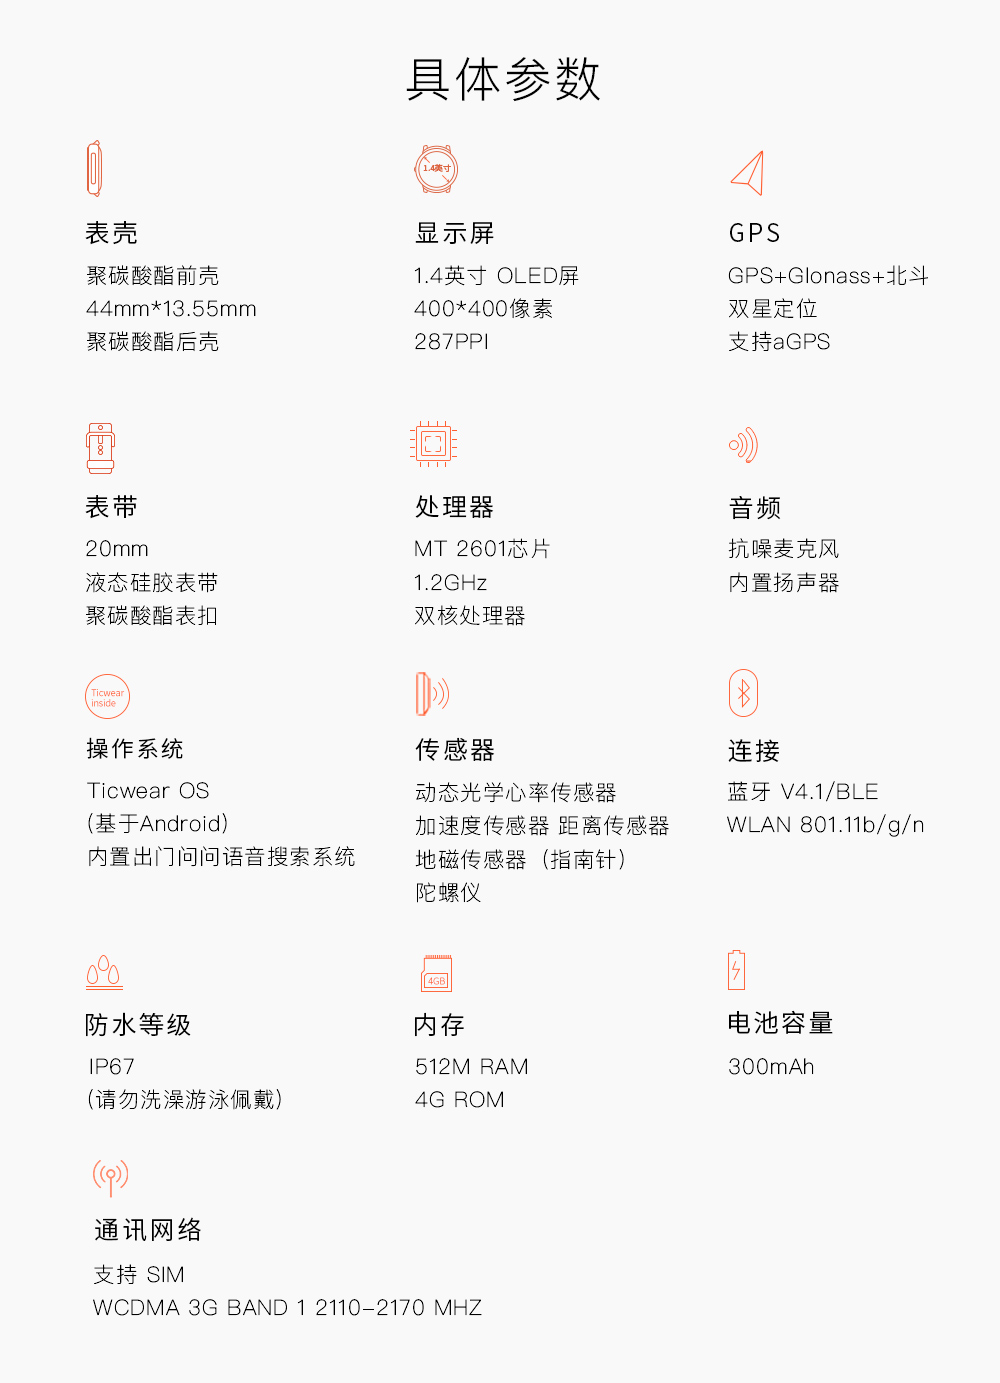 具体参数
1.4英寸
表壳
聚碳酸酯前壳
44mm*13.55mm
聚碳酸酯后壳
显示屏
1.4英寸 OLED屏
400*400像素
287PPI
GPS
GPS+Glonass+北斗
双星定位
支持aGPS
表带
20mm
液态硅胶表带
聚碳酸酯表扣
处理器
MT 2601芯片
1.2GHz
双核处理器
音频
抗噪麦克风
内置扬声器
Ticwear
inside
操作系统
Ticwear OS
(基于Android)
内置出门问问语音搜索系统
传感器
动态光学心率传感器
加速度传感器 距离传感器
地磁传感器（指南针）
陀螺仪
连接
蓝牙 V4.1/BLE
WLAN 801.11b/g/n
防水等级
IP67
(请勿洗澡游泳佩戴)
4GB
内存
512M RAM
4G ROM
电池容量
300mAh
通讯网络
支持 SIM
WCDMA 3G BAND 1 2110–2170 MHZ